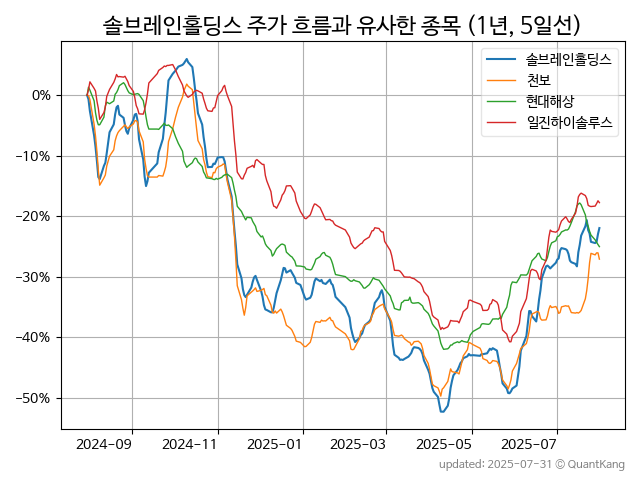 솔브레인홀딩스 주가 흐름과 유사한 종목 (1년, 5일선)
솔브레인홀딩스
천보
현대해상
일진하이솔루스
0%
−10%
−20%
−30%
−40%
−50%
2024-09 2024-11 2025-01 2025-03 2025-05 2025-07
updated: 2025-07-31 © QuantKang